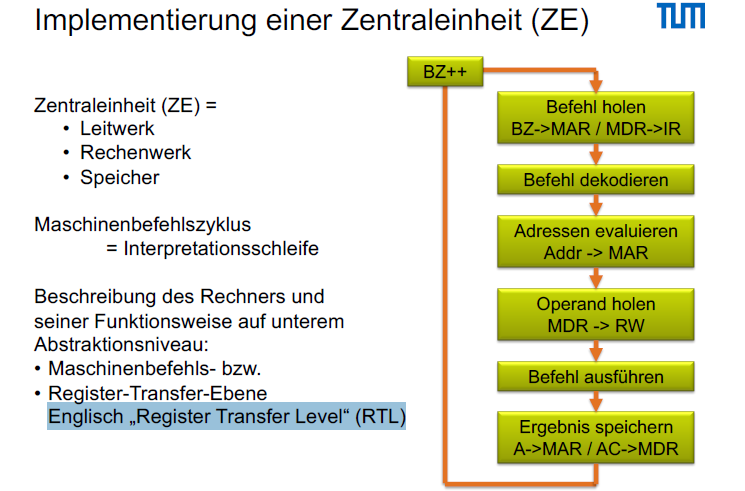 Implementierung einer Zentraleinheit (ZE)
TUM
Zentraleinheit (ZE) =
• Leitwerk
• Rechenwerk
• Speicher
Maschinenbefehlszyklus
= Interpretationsschleife
Beschreibung des Rechners und
seiner Funktionsweise auf unterem
Abstraktionsniveau:
• Maschinenbefehls- bzw.
• Register-Transfer-Ebene
Englisch „Register Transfer Level“ (RTL)
BZ++
Befehl holen
BZ->MAR / MDR->IR
Befehl dekodieren
Adressen evaluieren
Addr -> MAR
Operand holen
MDR -> RW
Befehl ausführen
Ergebnis speichern
A->MAR / AC->MDR